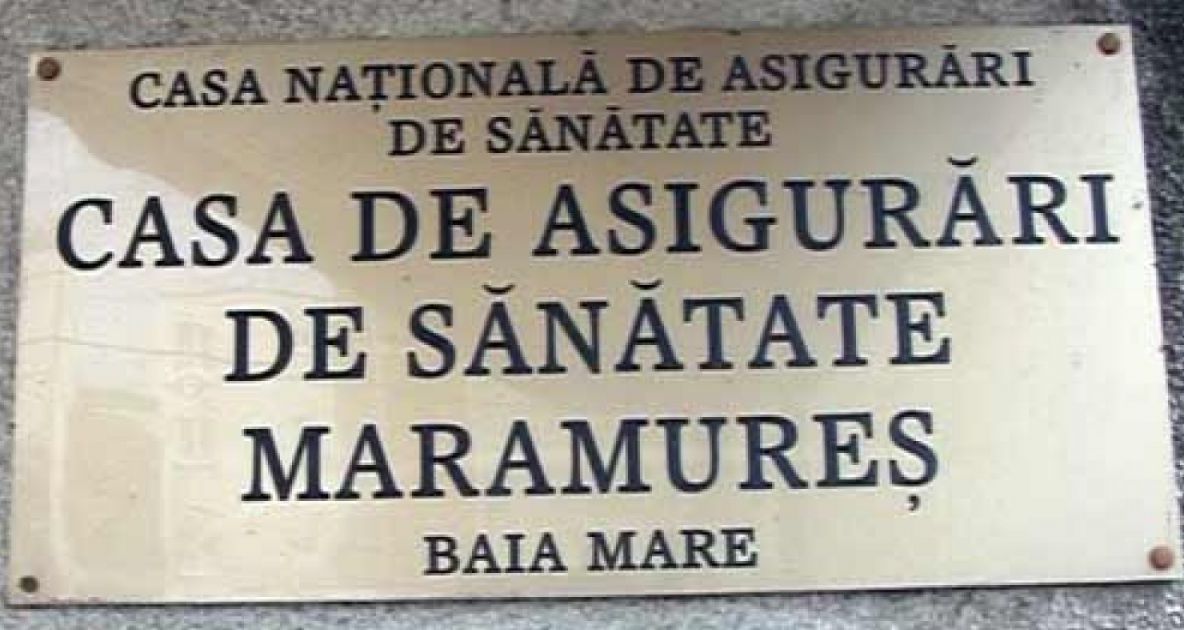 CASA NAȚIONALĂ DE ASIGURĂRI
DE SĂNĂTATE
CASA DE ASIGURĂRI
DE SĂNĂTATE
MARAMUREȘ
BAIA MARE